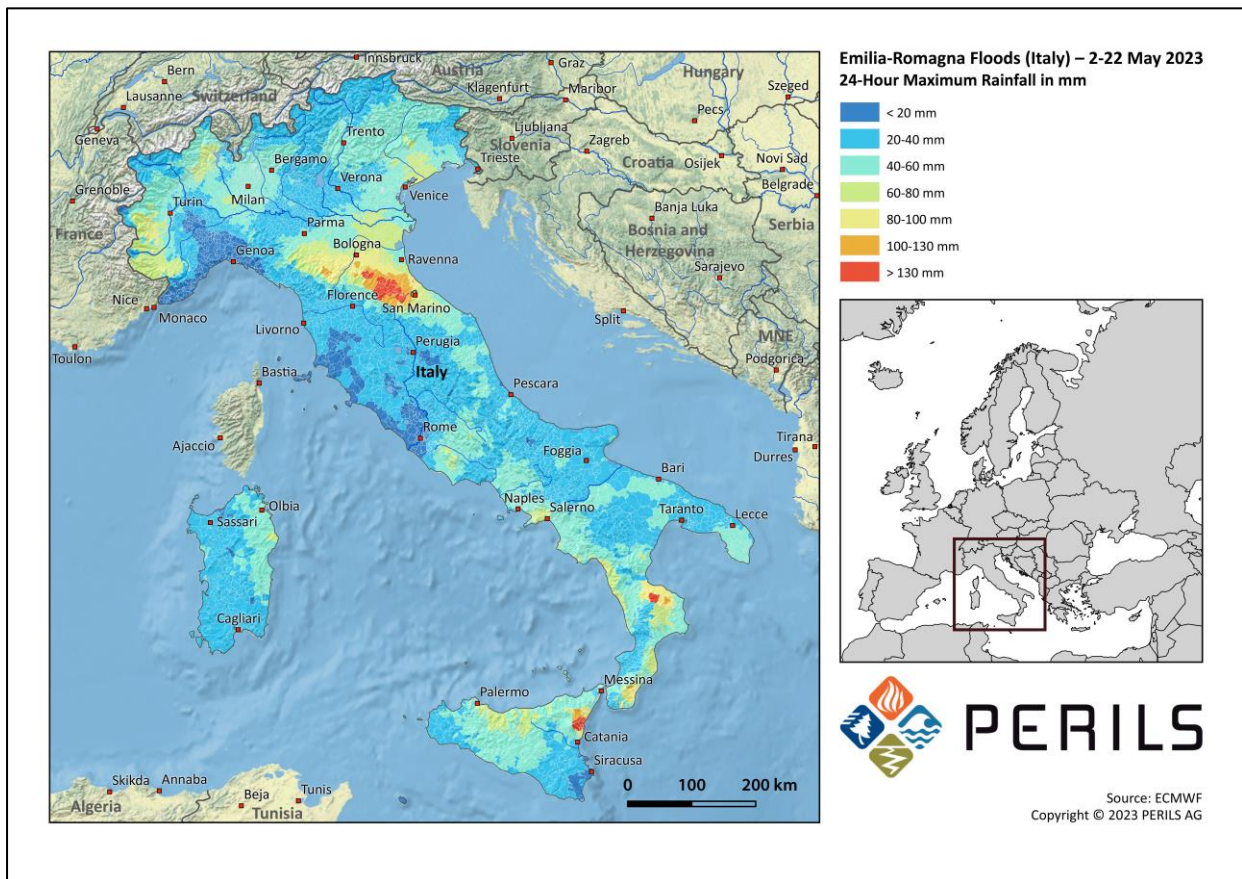 Emilia-Romagna Floods (Italy) – 2-22 May 2023
24-Hour Maximum Rainfall in mm
< 20 mm
20-40 mm
40-60 mm
60-80 mm
80-100 mm
100-130 mm
> 130 mm
Innsbruck
Bern
Austria
Graz
Hungary
Lausanne
Switzerland
Klagenfurt
Maribor
Szeged
Pecs
Geneva
Trento
Ljubljana
Slovenia
Zagreb
Croatia
Osijek
Novi Sad
Bergamo
Trieste
Grenoble
Verona
Belgrade
Milan
Venice
Turin
Banja Luka
Serbia
France
Parma
Bosnia and
Herzegovina
Bologna
Genoa
Ravenna
Sarajevo
Nice
Florence
San Marino
Monaco
Livorno
Split
MNE
Toulon
Perugia
Podgorica
Italy
Bastia
Pescara
Ajaccio
Rome
Tirana
Foggia
Durres
Bari
Olbia
Naples
Sassari
Salerno
Taranto
Lecce
Cagliari
Messina
Palermo
Catania
Siracusa
Skikda
Annaba
Beja
Tunis
Algeria
Tunisia
0 100 200 km
PERILS
Source: ECMWF
Copyright © 2023 PERILS AG